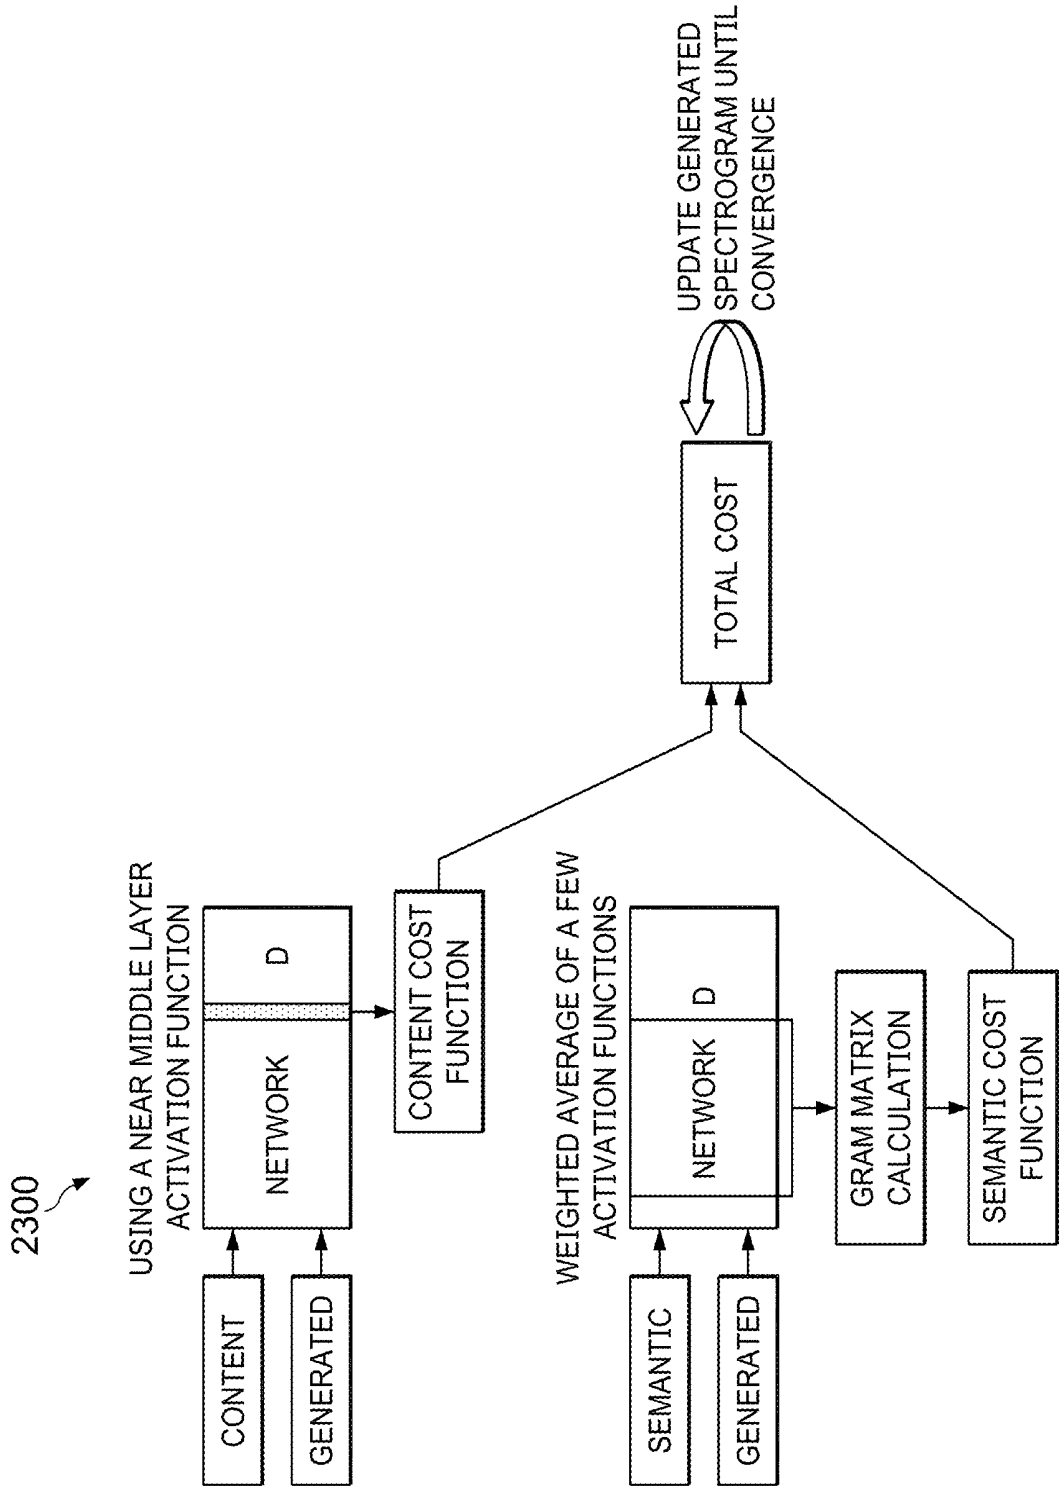 2300
USING A NEAR MIDDLE LAYER
ACTIVATION FUNCTION
CONTENT
GENERATED
NETWORK
D
CONTENT COST
FUNCTION
WEIGHTED AVERAGE OF A FEW
ACTIVATION FUNCTIONS
SEMANTIC
GENERATED
NETWORK
D
GRAM MATRIX
CALCULATION
SEMANTIC COST
FUNCTION
TOTAL COST
UPDATE GENERATED
SPECTROGRAM UNTIL
CONVERGENCE